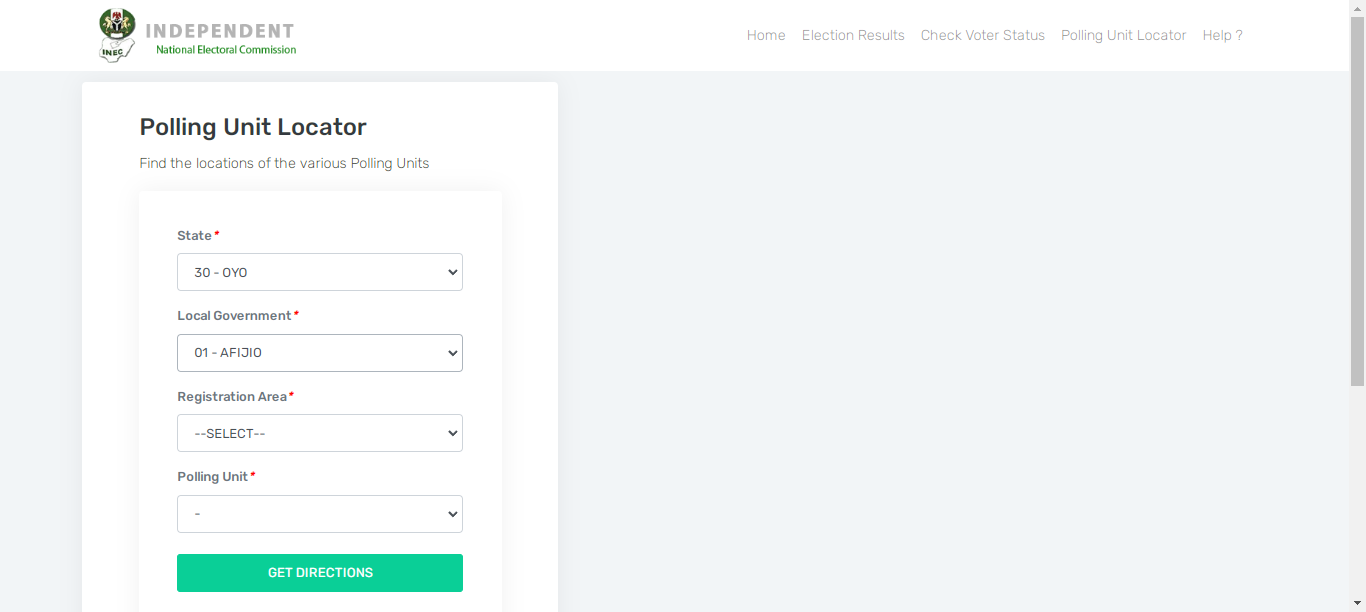 INDEPENDENT
National Electoral Commission
INEC
Home Election Results Check Voter Status Polling Unit Locator Help ?
Polling Unit Locator
Find the locations of the various Polling Units
State *
30 - OYO
Local Government *
01 - AFIJIO
Registration Area *
--SELECT--
Polling Unit *
-
GET DIRECTIONS